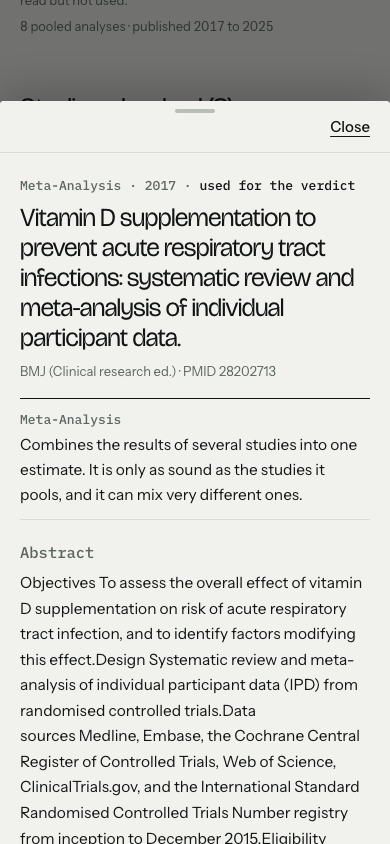 read but not used.
8 pooled analyses · published 2017 to 2025
Close
Meta-Analysis · 2017 · used for the verdict
Vitamin D supplementation to
prevent acute respiratory tract
infections: systematic review and
meta-analysis of individual
participant data.
BMJ (Clinical research ed.) · PMID 28202713
Meta-Analysis
Combines the results of several studies into one
estimate. It is only as sound as the studies it
pools, and it can mix very different ones.
Abstract
Objectives To assess the overall effect of vitamin
D supplementation on risk of acute respiratory
tract infection, and to identify factors modifying
this effect.Design Systematic review and meta-
analysis of individual participant data (IPD) from
randomised controlled trials.Data
sources Medline, Embase, the Cochrane Central
Register of Controlled Trials, Web of Science,
ClinicalTrials.gov, and the International Standard
Randomised Controlled Trials Number registry
from inception to December 2015.Eligibility